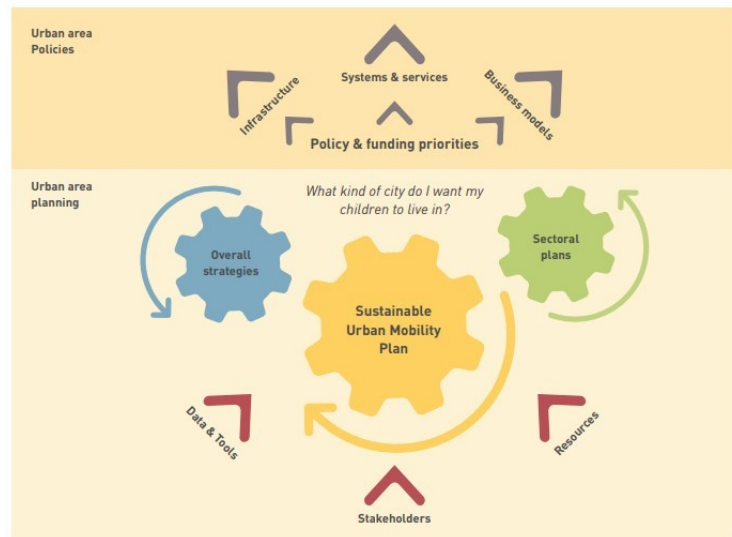 Urban area
Policies
Systems & services
Infrastructure
Business models
Policy & funding priorities
Urban area
planning
What kind of city do I want my
children to live in?
Overall
strategies
Sectoral
plans
Sustainable
Urban Mobility
Plan
Data & Tools
Resources
Stakeholders